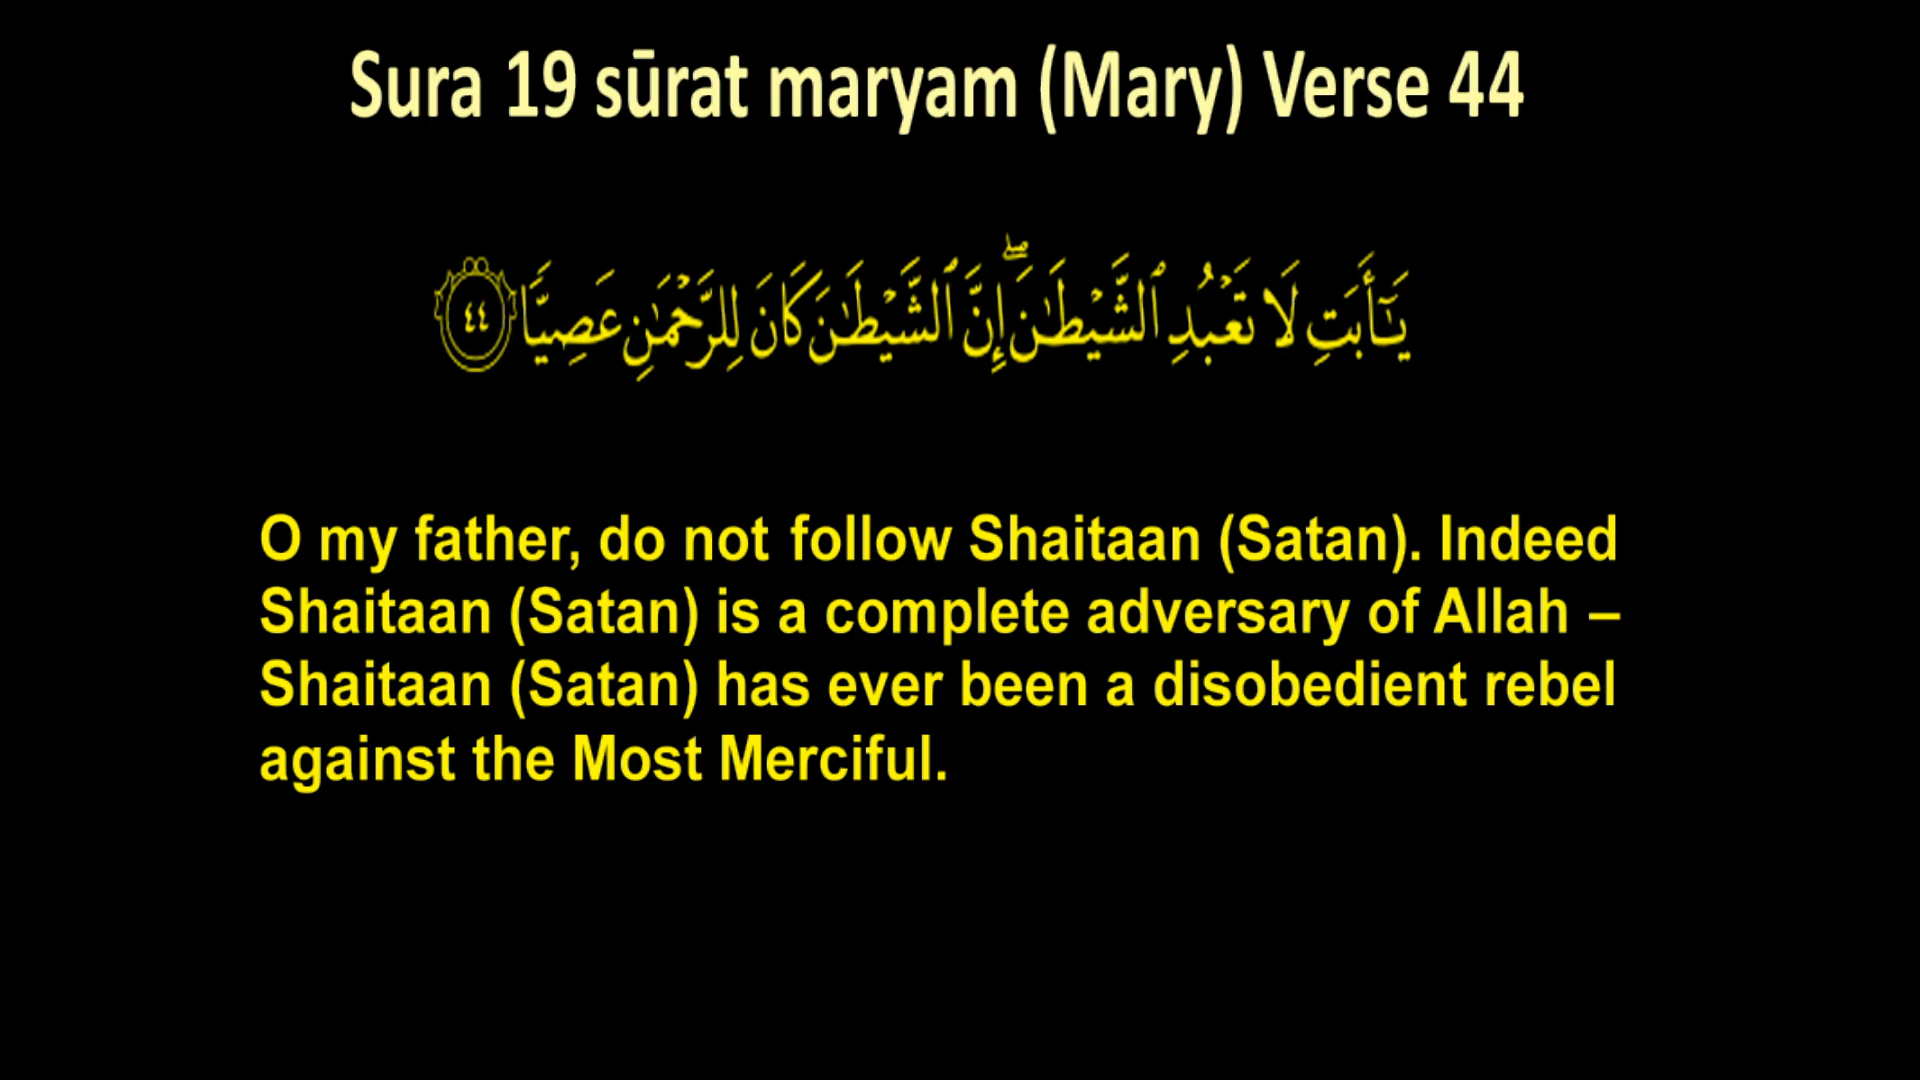 Sura 19 sūrat maryam (Mary) Verse 44
يَـٰٓأَبَتِ لَا تَعْبُدِ ٱلشَّيْطَـٰنَ ۖ إِنَّ ٱلشَّيْطَـٰنَ كَانَ لِلرَّحْمَـٰنِ عَصِيًّا ٤٤
O my father, do not follow Shaitaan (Satan). Indeed
Shaitaan (Satan) is a complete adversary of Allah –
Shaitaan (Satan) has ever been a disobedient rebel
against the Most Merciful.